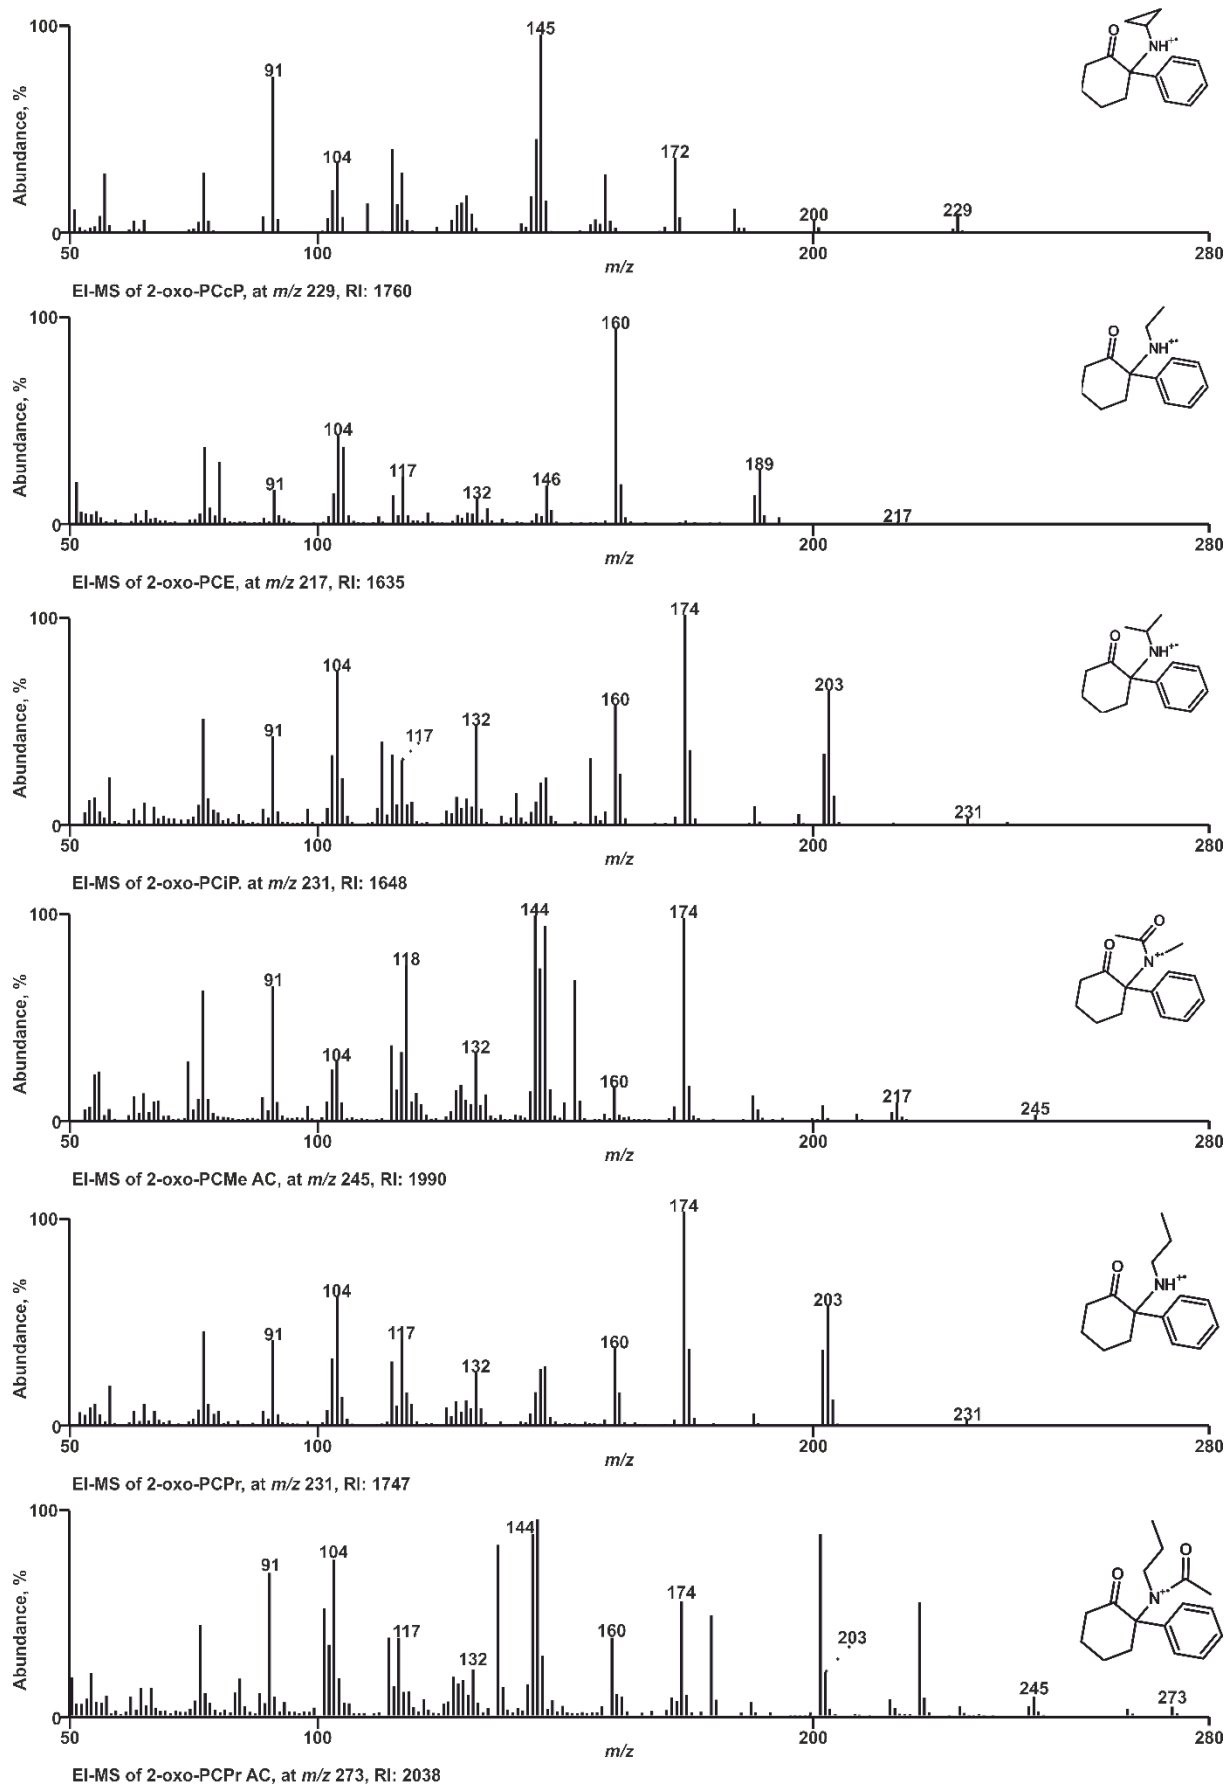 100
145
O
NH+•
91
Abundance, %
104
172
200
229
0
50
100
200
280
m/z
EI-MS of 2-oxo-PCcP, at m/z 229, RI: 1760
100
160
O
NH+•
Abundance, %
104
91
117
132
146
189
217
0
50
100
200
280
m/z
EI-MS of 2-oxo-PCE, at m/z 217, RI: 1635
100
174
O
NH+•
Abundance, %
104
91
117
132
160
203
231
0
50
100
200
280
m/z
EI-MS of 2-oxo-PCiP. at m/z 231, RI: 1648
100
144
174
O
O
N+•
Abundance, %
91
118
104
132
160
217
245
0
50
100
200
280
m/z
EI-MS of 2-oxo-PCMe AC, at m/z 245, RI: 1990
100
174
O
NH+•
Abundance, %
104
91
117
132
160
203
231
0
50
100
200
280
m/z
EI-MS of 2-oxo-PCPr, at m/z 231, RI: 1747
100
144
O
O
N+•
Abundance, %
91
104
117
132
160
174
203
245
273
0
50
100
200
280
m/z
EI-MS of 2-oxo-PCPr AC, at m/z 273, RI: 2038